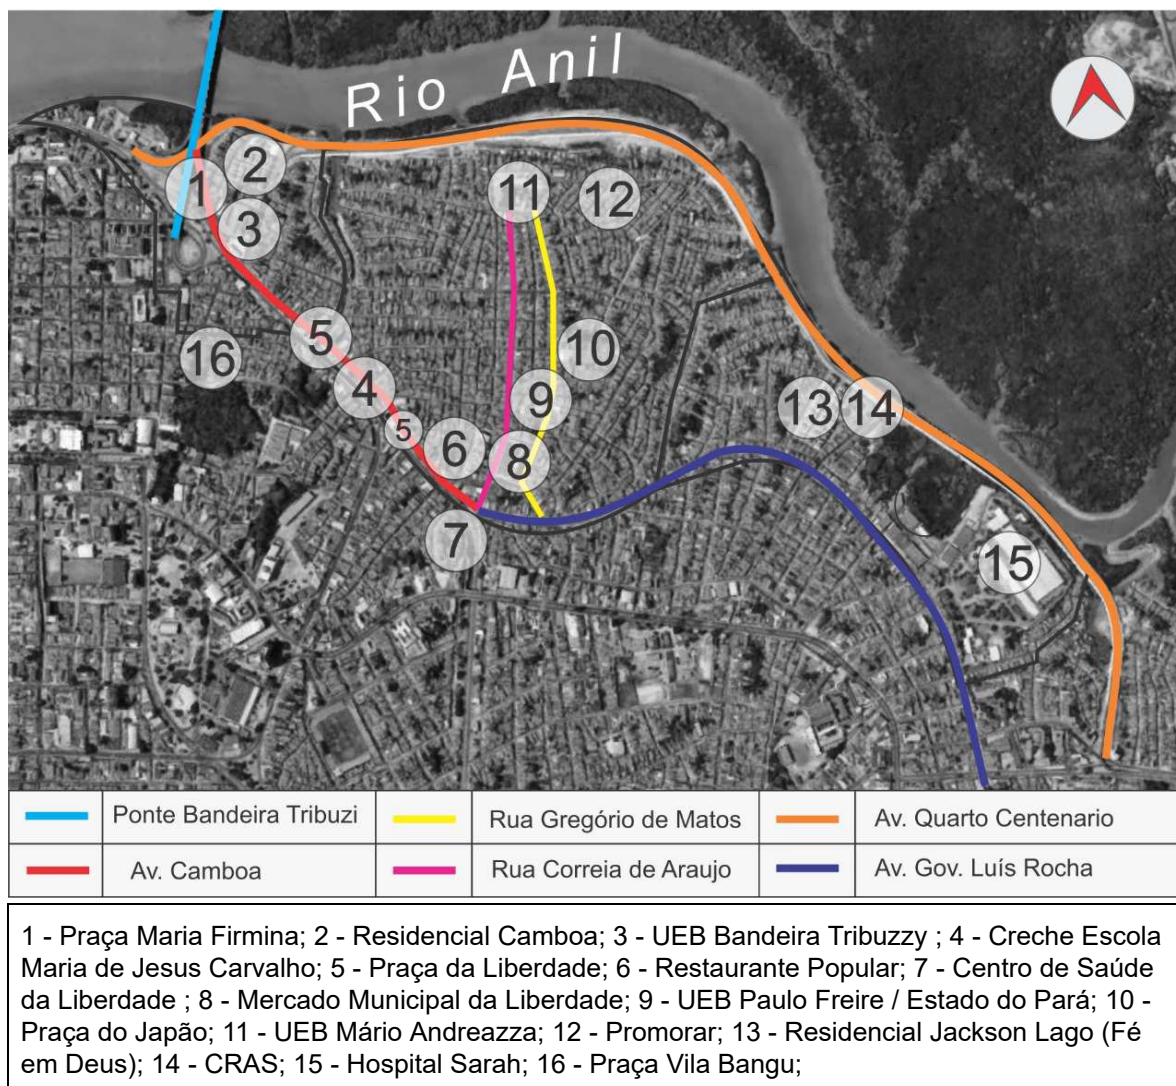 Rio Anil
1
2
3
11
12
5
16
4
10
9
13
14
5
6
8
7
15
Ponte Bandeira Tribuzi
Rua Gregório de Matos
Av. Quarto Centenario
Av. Camboa
Rua Correia de Araujo
Av. Gov. Luís Rocha
1 - Praça Maria Firmina; 2 - Residencial Camboa; 3 - UEB Bandeira Tribuzzy ; 4 - Creche Escola
Maria de Jesus Carvalho; 5 - Praça da Liberdade; 6 - Restaurante Popular; 7 - Centro de Saúde
da Liberdade ; 8 - Mercado Municipal da Liberdade; 9 - UEB Paulo Freire / Estado do Pará; 10 -
Praça do Japão; 11 - UEB Mário Andreazza; 12 - Promorar; 13 - Residencial Jackson Lago (Fé
em Deus); 14 - CRAS; 15 - Hospital Sarah; 16 - Praça Vila Bangu;